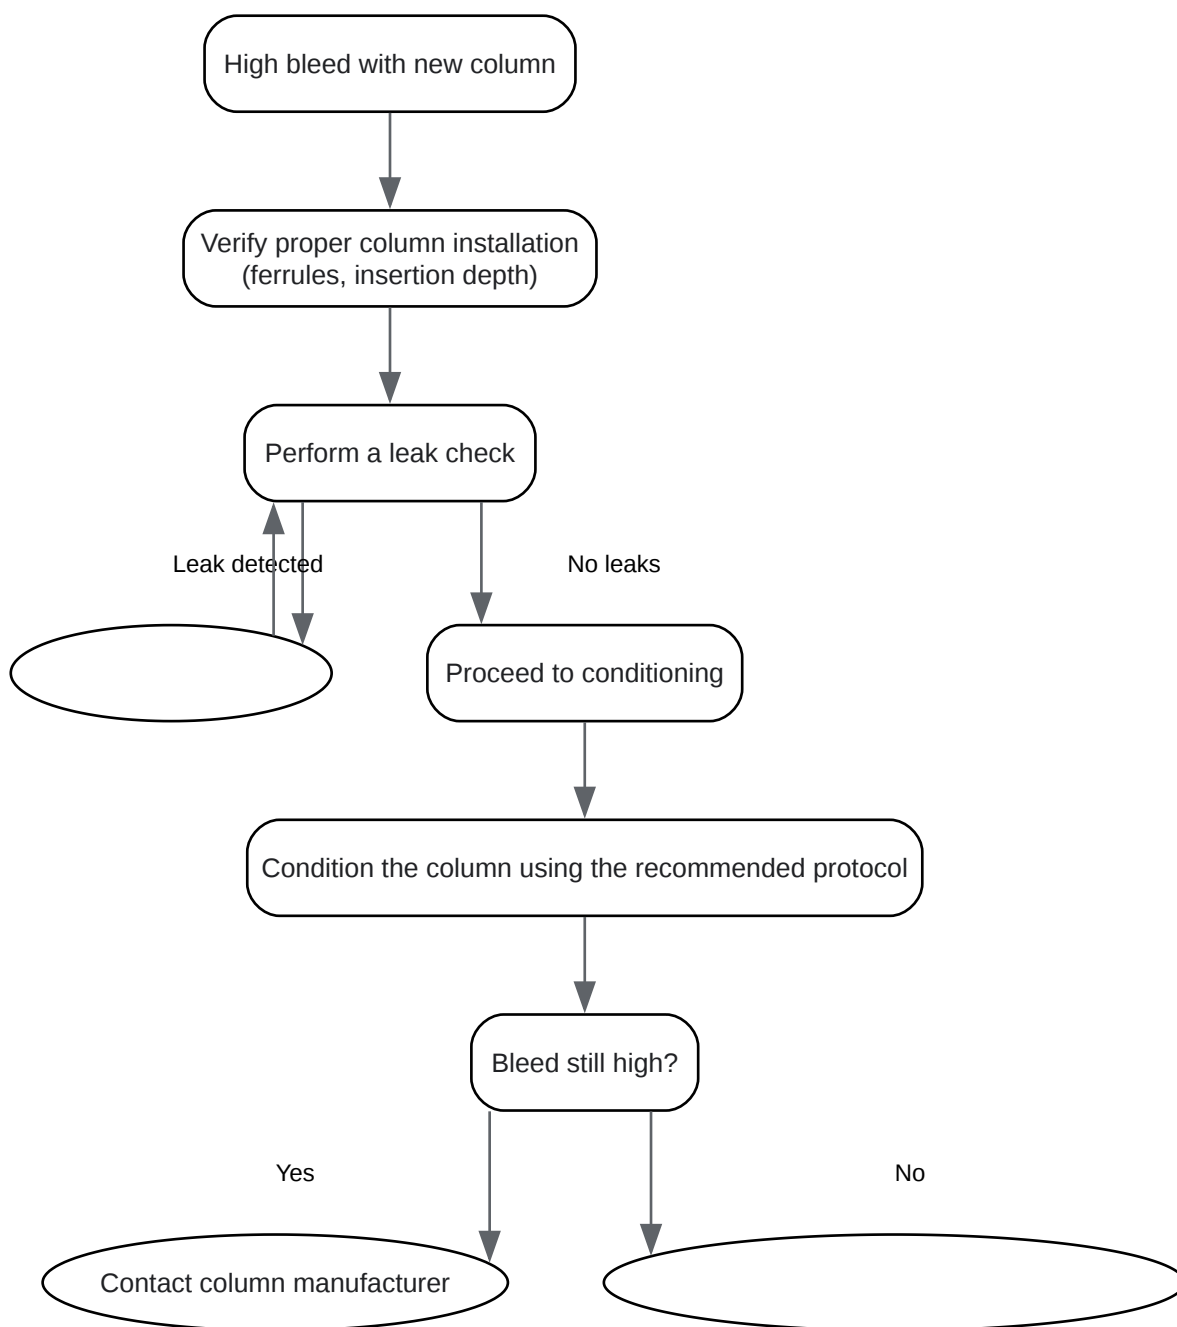 High bleed with new column
Verify proper column installation
(ferrules, insertion depth)
Perform a leak check
Leak detected
No leaks
Proceed to conditioning
Condition the column using the recommended protocol
Bleed still high?
Yes
No
Contact column manufacturer